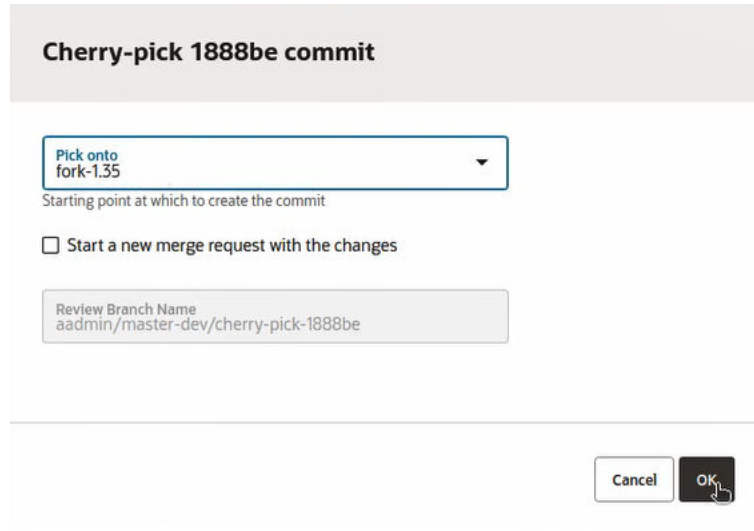 Cherry-pick 1888be commit
Pick onto
fork-1.35
Starting point at which to create the commit
Start a new merge request with the changes
Review Branch Name
aadmin/master-dev/cherry-pick-1888be
Cancel
OK